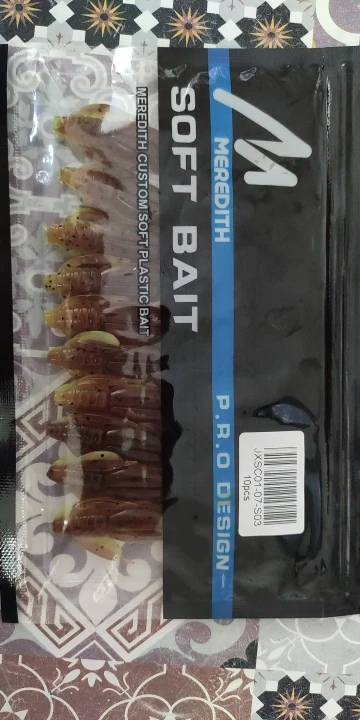 MEREDITH
P.R.O DESIGN
SOFT BAIT
MEREDITH CUSTOM SOFT PLASTIC BAIT
JXSC01-07-S03
10pcs